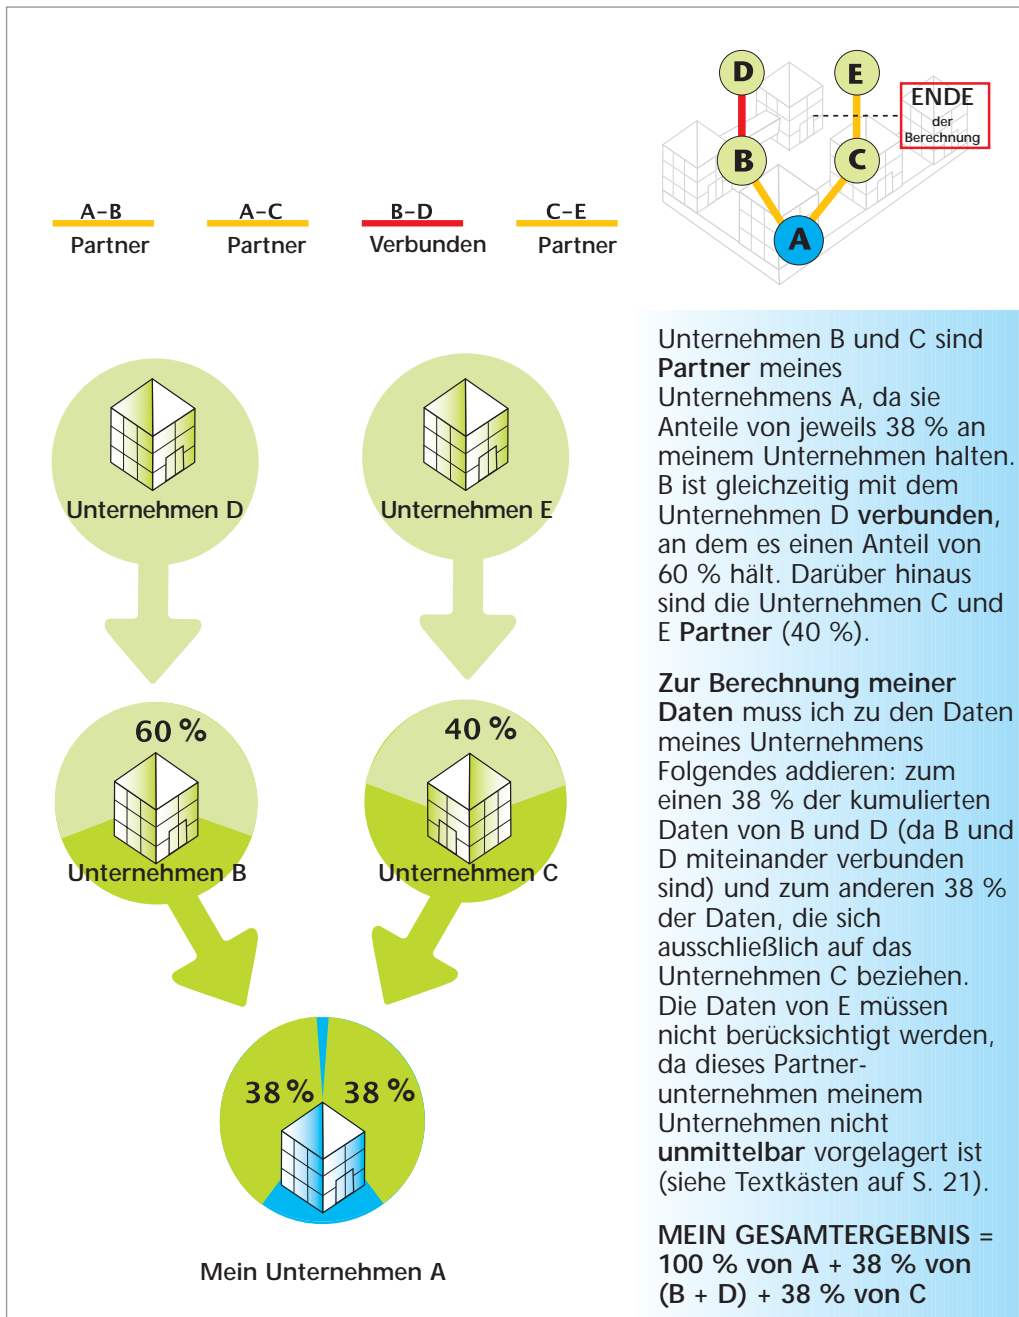 D
E
ENDE
der
Berechnung
B
C
A
A–B
Partner
A–C
Partner
B–D
Verbunden
C–E
Partner
Unternehmen D
Unternehmen E
60 %
40 %
Unternehmen B
Unternehmen C
38 %
38 %
Mein Unternehmen A
Unternehmen B und C sind
Partner meines
Unternehmens A, da sie
Anteile von jeweils 38 % an
meinem Unternehmen halten.
B ist gleichzeitig mit dem
Unternehmen D verbunden,
an dem es einen Anteil von
60 % hält. Darüber hinaus
sind die Unternehmen C und
E Partner (40 %).
Zur Berechnung meiner
Daten muss ich zu den Daten
meines Unternehmens
Folgendes addieren: zum
einen 38 % der kumulierten
Daten von B und D (da B und
D miteinander verbunden
sind) und zum anderen 38 %
der Daten, die sich
ausschließlich auf das
Unternehmen C beziehen.
Die Daten von E müssen
nicht berücksichtigt werden,
da dieses Partner-
unternehmen meinem
Unternehmen nicht
unmittelbar vorgelagert ist
(siehe Textkästen auf S. 21).
MEIN GESAMTERGEBNIS =
100 % von A + 38 % von
(B + D) + 38 % von C